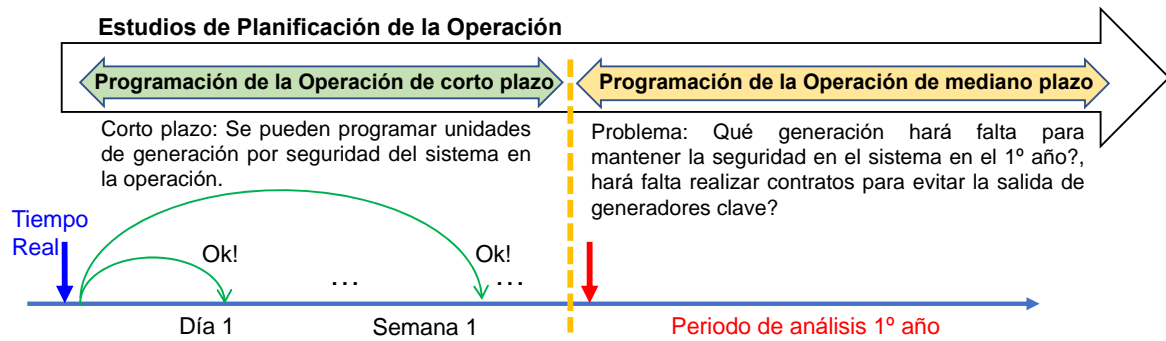 Estudios de Planificación de la Operación
Programación de la Operación de corto plazo
Programación de la Operación de mediano plazo
Corto plazo: Se pueden programar unidades
de generación por seguridad del sistema en
la operación.
Problema: Qué generación hará falta para
mantener la seguridad en el sistema en el 1º año?,
hará falta realizar contratos para evitar la salida de
generadores clave?
Tiempo
Real
Ok!
...
Ok!
...
Día 1
Semana 1
Periodo de análisis 1º año